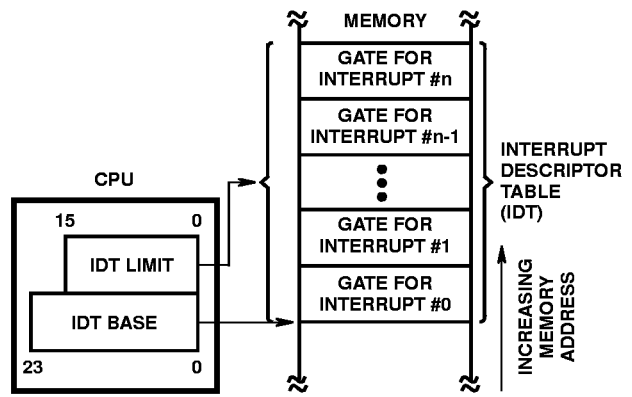 MEMORY
GATE FOR
INTERRUPT #n
GATE FOR
INTERRUPT #n-1
GATE FOR
INTERRUPT #1
GATE FOR
INTERRUPT #0
INTERRUPT
DESCRIPTOR
TABLE
(IDT)
CPU
15 0
IDT LIMIT
IDT BASE
23 0
INCREASING
MEMORY
ADDRESS